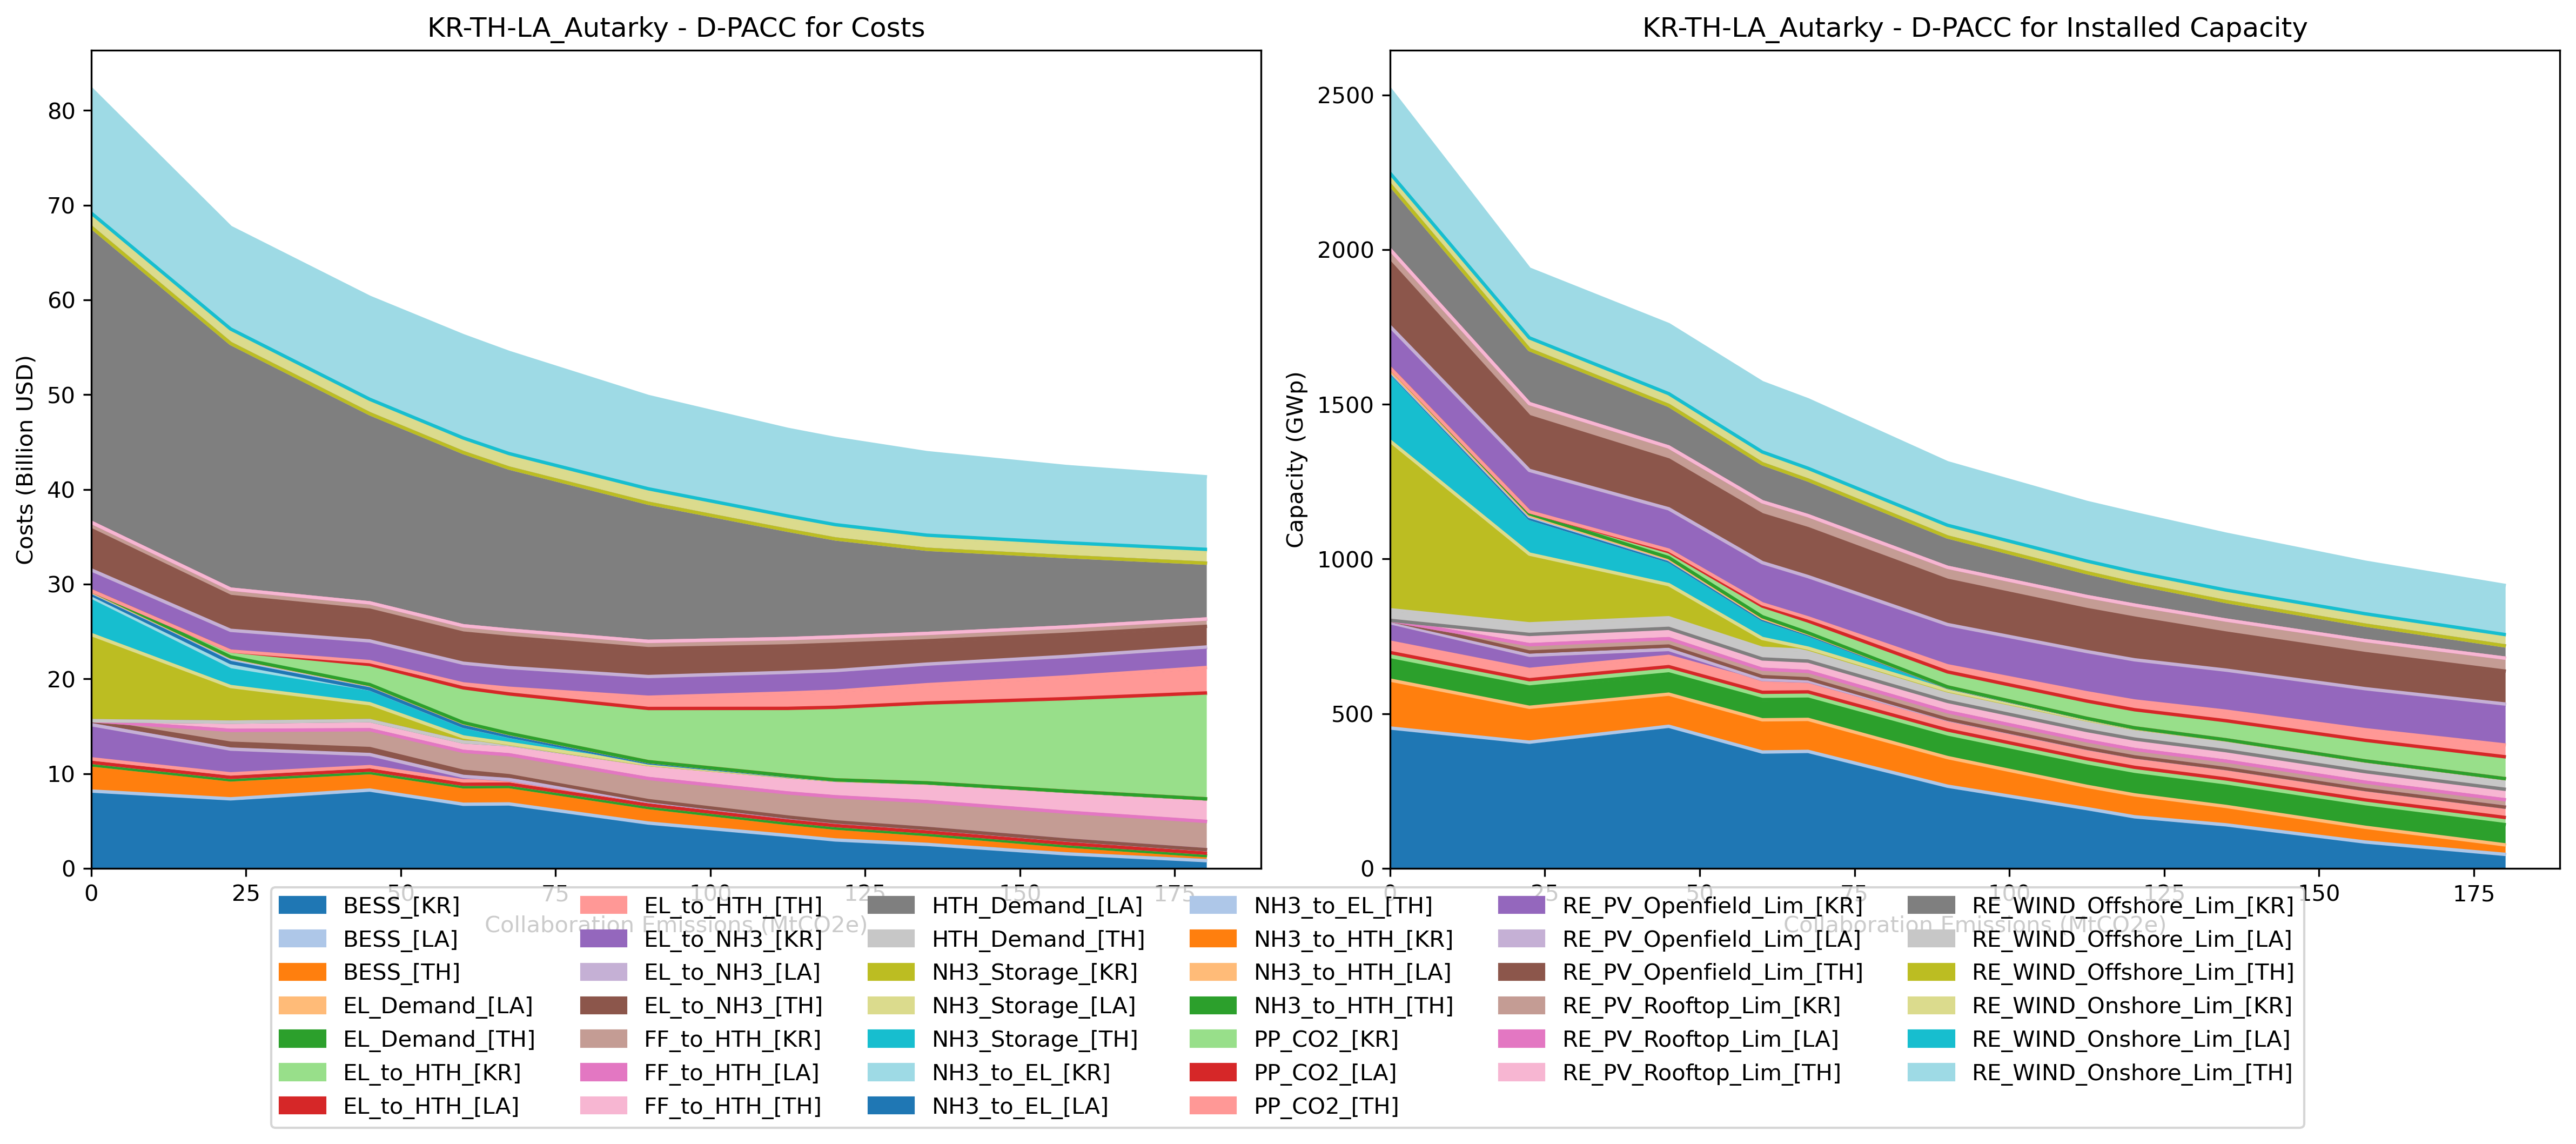 KR-TH-LA_Autarky - D-PACC for Costs
Costs (Billion USD)
80
70
60
50
40
30
20
10
0
0 25 50 75 100 125 150 175
Collaboration Emissions (MtCO2e)
KR-TH-LA_Autarky - D-PACC for Installed Capacity
Capacity (GWp)
2500
2000
1500
1000
500
0
0 25 50 75 100 125 150 175
Collaboration Emissions (MtCO2e)
BESS_[KR]
BESS_[LA]
BESS_[TH]
EL_Demand_[LA]
EL_Demand_[TH]
EL_to_HTH_[KR]
EL_to_HTH_[LA]
EL_to_HTH_[TH]
EL_to_NH3_[KR]
EL_to_NH3_[LA]
EL_to_NH3_[TH]
FF_to_HTH_[KR]
FF_to_HTH_[LA]
FF_to_HTH_[TH]
HTH_Demand_[LA]
HTH_Demand_[TH]
NH3_Storage_[KR]
NH3_Storage_[LA]
NH3_Storage_[TH]
NH3_to_EL_[KR]
NH3_to_EL_[LA]
NH3_to_EL_[TH]
NH3_to_HTH_[KR]
NH3_to_HTH_[LA]
NH3_to_HTH_[TH]
PP_CO2_[KR]
PP_CO2_[LA]
PP_CO2_[TH]
RE_PV_Openfield_Lim_[KR]
RE_PV_Openfield_Lim_[LA]
RE_PV_Openfield_Lim_[TH]
RE_PV_Rooftop_Lim_[KR]
RE_PV_Rooftop_Lim_[LA]
RE_PV_Rooftop_Lim_[TH]
RE_WIND_Offshore_Lim_[KR]
RE_WIND_Offshore_Lim_[LA]
RE_WIND_Offshore_Lim_[TH]
RE_WIND_Onshore_Lim_[KR]
RE_WIND_Onshore_Lim_[LA]
RE_WIND_Onshore_Lim_[TH]